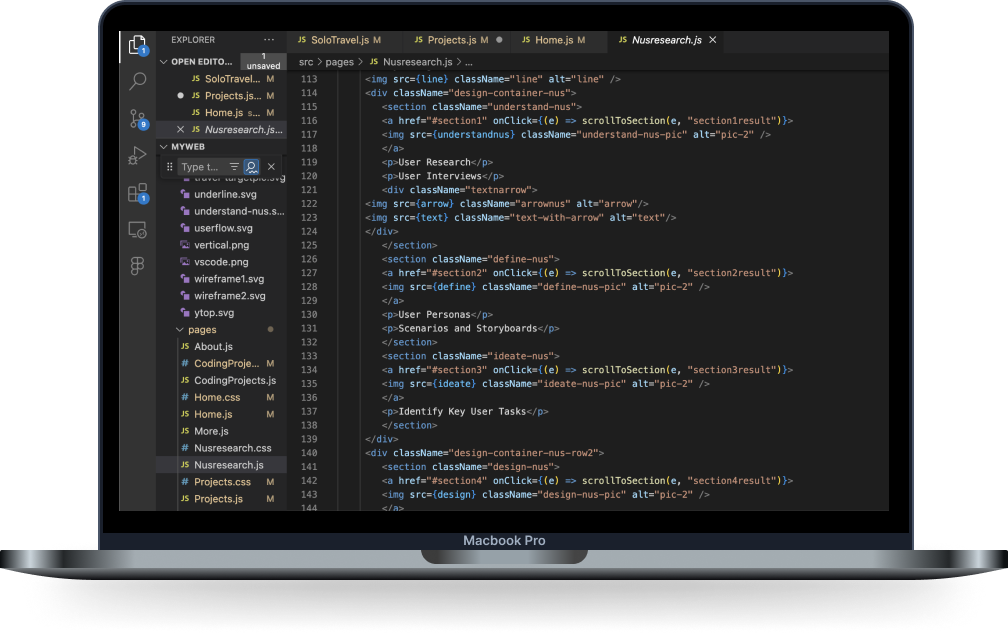 EXPLORER
···
JS SoloTravel.js M
JS Projects.js M
JS Home.js M
JS Nusresearch.js
src > pages > JS Nusresearch.js > ...
1
9
1
OPEN EDITO...
1 unsaved
JS SoloTravel... M
JS Projects.js... M
JS Home.js s... M
JS Nusresearch.js...
MYWEB
Type t...
underline.svg
understand-nus.s...
userflow.svg
vertical.png
vscode.png
wireframe1.svg
wireframe2.svg
ytop.svg
pages
JS About.js
# CodingProje... M
JS CodingProjects.js
# Home.css M
JS Home.js M
JS More.js
# Nusresearch.css
JS Nusresearch.js
# Projects.css M
JS Projects.js M
113 <img src={line} className="line" alt="line" />
114 <div className="design-container-nus">
115 <section className="understand-nus">
116 <a href="#section1" onClick={(e) => scrollToSection(e, "section1result")}>
117 <img src={understandnus} className="understand-nus-pic" alt="pic-2" />
118 </a>
119 <p>User Research</p>
120 <p>User Interviews</p>
121 <div className="textnarrow">
122 <img src={arrow} className="arrownus" alt="arrow"/>
123 <img src={text} className="text-with-arrow" alt="text"/>
124 </div>
125 </section>
126 <section className="define-nus">
127 <a href="#section2" onClick={(e) => scrollToSection(e, "section2result")}>
128 <img src={define} className="define-nus-pic" alt="pic-2" />
129 </a>
130 <p>User Personas</p>
131 <p>Scenarios and Storyboards</p>
132 </section>
133 <section className="ideate-nus">
134 <a href="#section3" onClick={(e) => scrollToSection(e, "section3result")}>
135 <img src={ideate} className="ideate-nus-pic" alt="pic-2" />
136 </a>
137 <p>Identify Key User Tasks</p>
138 </section>
139 </div>
140 <div className="design-container-nus-row2">
141 <section className="design-nus">
142 <a href="#section4" onClick={(e) => scrollToSection(e, "section4result")}>
143 <img src={design} className="design-nus-pic" alt="pic-2" />
144 </a>
Macbook Pro